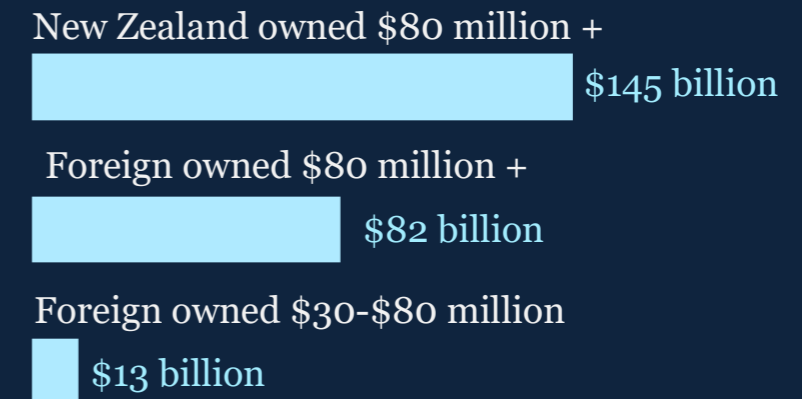 New Zealand owned $80 million +
$145 billion
Foreign owned $80 million +
$82 billion
Foreign owned $30-$80 million
$13 billion